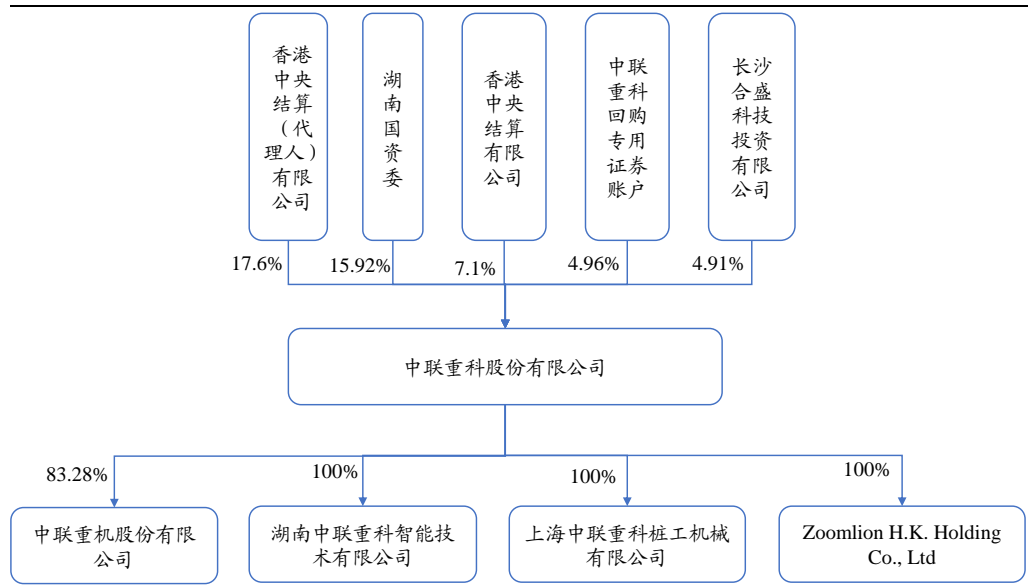 香港
中央
结算
（代
理人）
有限
公司
湖
南
国
资
委
香港
中央
结算
有限
公司
中联
重科
回购
专用
证券
账户
长沙
合盛
科技
投资
有限
公司
17.6%
15.92%
7.1%
4.96%
4.91%
中联重科股份有限公司
83.28%
100%
100%
100%
中联重机股份有限
公司
湖南中联重科智能技
术有限公司
上海中联重科桩工机械
有限公司
Zoomlion H.K. Holding
Co., Ltd